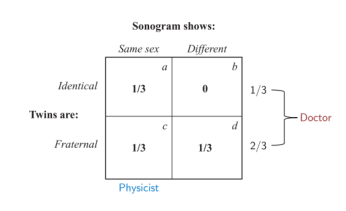 Sonogram shows:
Same sex Different
a b
Identical 1/3 0 1/3
Twins are: Doctor
c d
Fraternal 1/3 1/3 2/3
Physicist